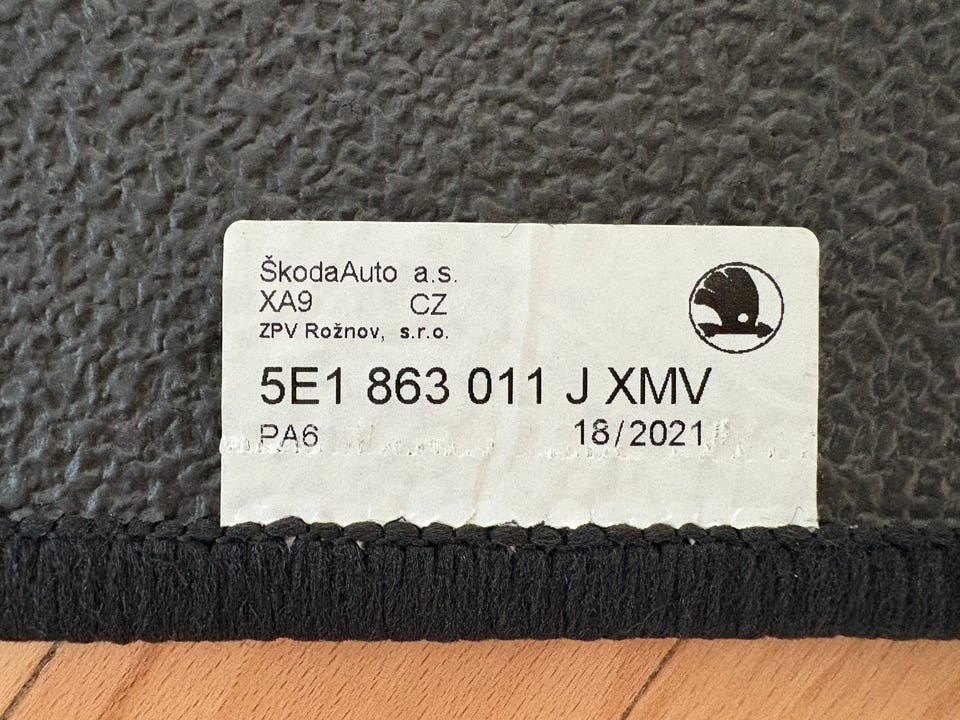 ŠkodaAuto a.s.
XA9 CZ
ZPV Rožnov, s.r.o.
5E1 863 011 J XMV
PA6 18/2021